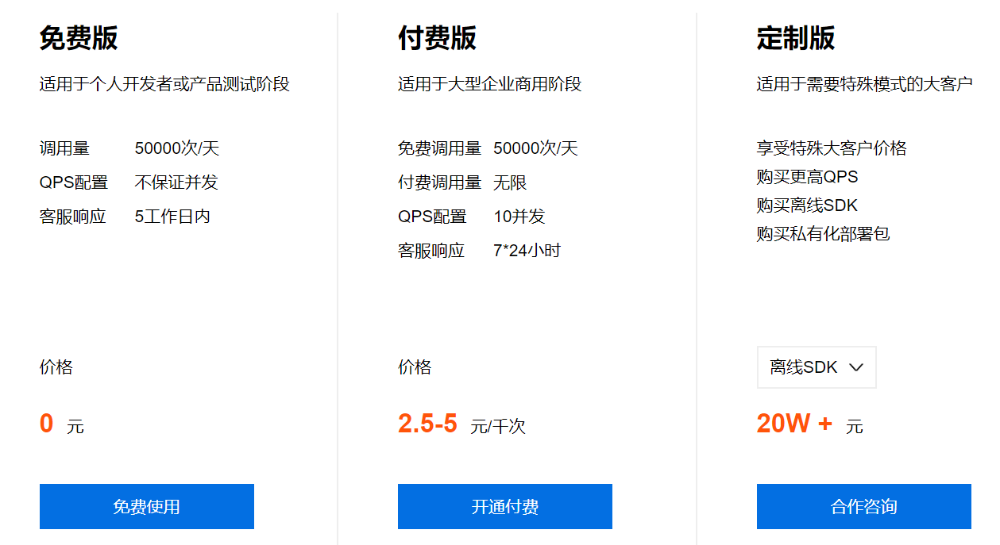 免费版
适用于个人开发者或产品测试阶段
调用量 50000次/天
QPS配置 不保证并发
客服响应 5工作日内
价格
0 元
免费使用
付费版
适用于大型企业商用阶段
免费调用量 50000次/天
付费调用量 无限
QPS配置 10并发
客服响应 7*24小时
价格
2.5-5 元/千次
开通付费
定制版
适用于需要特殊模式的大客户
享受特殊大客户价格
购买更高QPS
购买离线SDK
购买私有化部署包
离线SDK
20W + 元
合作咨询